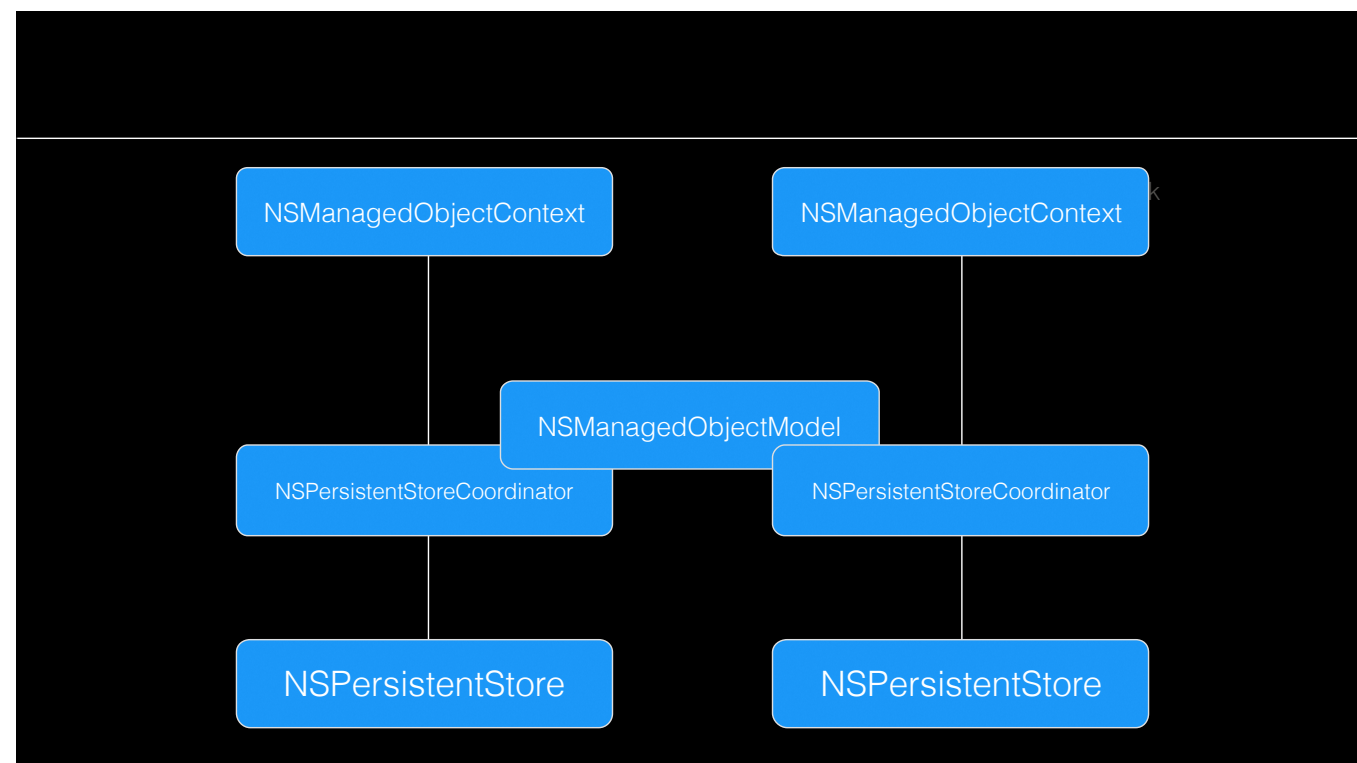 NSManagedObjectContext
NSManagedObjectContext
k
NSManagedObjectModel
NSPersistentStoreCoordinator
NSPersistentStoreCoordinator
NSPersistentStore
NSPersistentStore